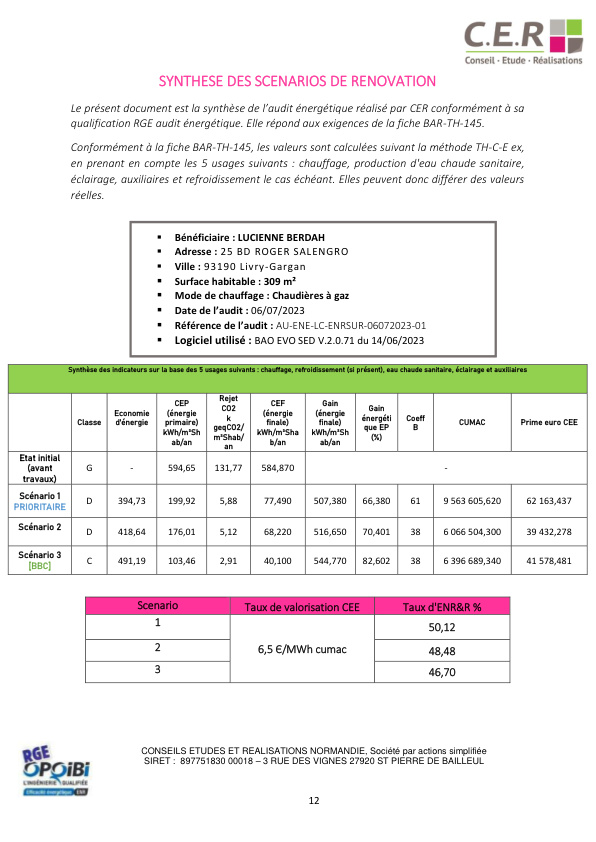 C.E.R
Conseil · Etude · Réalisations
SYNTHESE DES SCENARIOS DE RENOVATION
Le présent document est la synthèse de l'audit énergétique réalisé par CER conformément à sa
qualification RGE audit énergétique. Elle répond aux exigences de la fiche BAR-TH-145.
Conformément à la fiche BAR-TH-145, les valeurs sont calculées suivant la méthode TH-C-E ex,
en prenant en compte les 5 usages suivants : chauffage, production d'eau chaude sanitaire,
éclairage, auxiliaires et refroidissement le cas échéant. Elles peuvent donc différer des valeurs
réelles.
▪ Bénéficiaire : LUCIENNE BERDAH
▪ Adresse : 25 BD ROGER SALENGRO
▪ Ville : 93190 Livry-Gargan
▪ Surface habitable : 309 m²
▪ Mode de chauffage : Chaudières à gaz
▪ Date de l'audit : 06/07/2023
▪ Référence de l'audit : AU-ENE-LC-ENRSUR-06072023-01
▪ Logiciel utilisé : BAO EVO SED V.2.0.71 du 14/06/2023
Synthèse des indicateurs sur la base des 5 usages suivants : chauffage, refroidissement (si présent), eau chaude sanitaire, éclairage et auxiliaires
Classe
Economie
d'énergie
CEP
(énergie
primaire)
kWh/m²Sh
ab/an
Rejet
CO2
k
geqCO2/
m²Shab/
an
CEF
(énergie
finale)
kWh/m²Sha
b/an
Gain
(énergie
finale)
kWh/m²Sh
ab/an
Gain
énergéti
que EP
(%)
Coeff
B
CUMAC
Prime euro CEE
Etat initial
(avant
travaux)
G
-
594,65
131,77
584,870
-
Scénario 1
PRIORITAIRE
D
394,73
199,92
5,88
77,490
507,380
66,380
61
9 563 605,620
62 163,437
Scénario 2
D
418,64
176,01
5,12
68,220
516,650
70,401
38
6 066 504,300
39 432,278
Scénario 3
[BBC]
C
491,19
103,46
2,91
40,100
544,770
82,602
38
6 396 689,340
41 578,481
Scenario
Taux de valorisation CEE
Taux d'ENR&R %
1
6,5 €/MWh cumac
50,12
2
48,48
3
46,70
RGE
OPQIBI
L'INGÉNIERIE QUALIFIÉE
Efficacité énergétique
CONSEILS ETUDES ET REALISATIONS NORMANDIE, Société par actions simplifiée
SIRET : 897751830 00018 – 3 RUE DES VIGNES 27920 ST PIERRE DE BAILLEUL
12